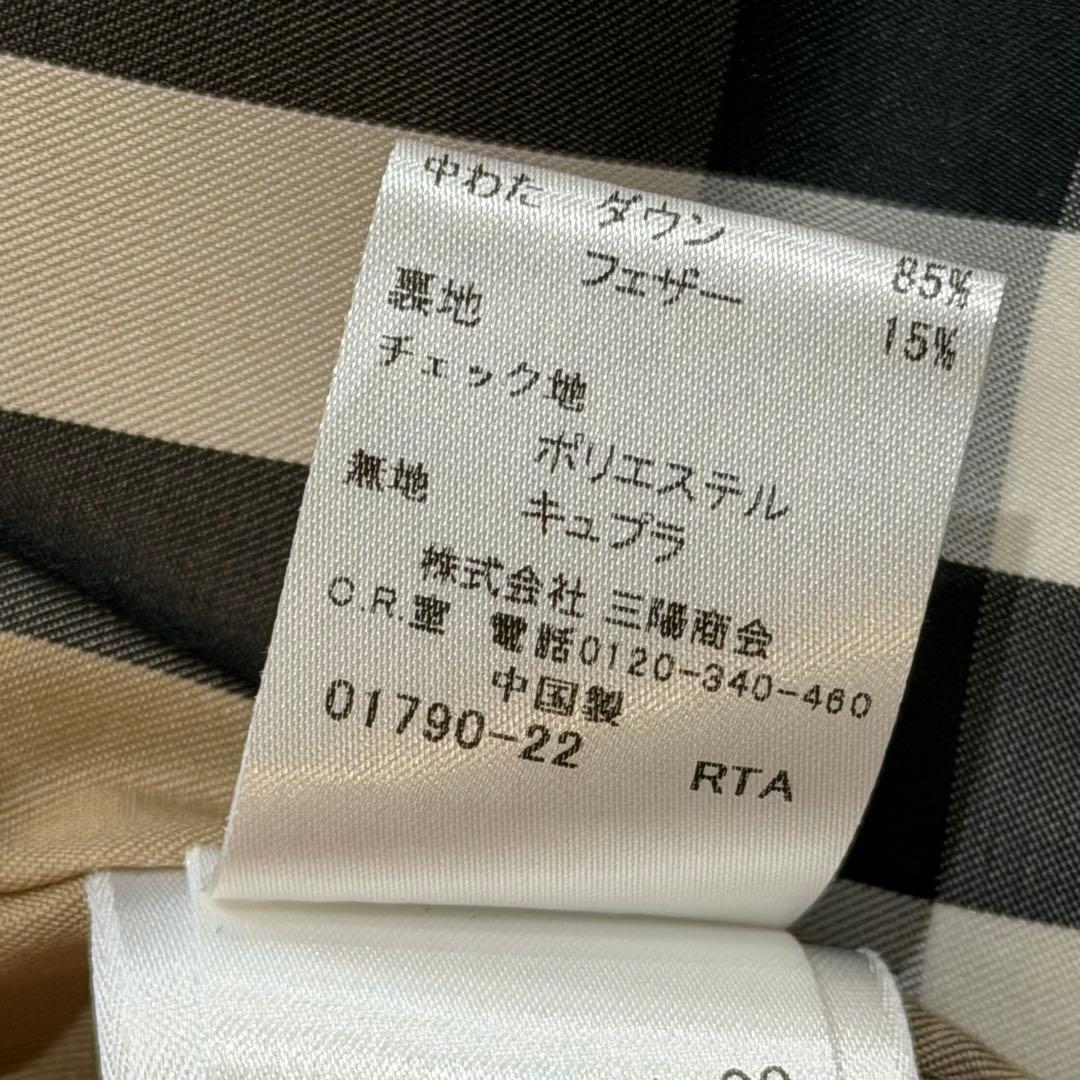 中わた ダウン 85%
フェザー 15%
裏地
チェック地
ポリエステル
無地 キュプラ
株式会社 三陽商会
C.R.室 電話0120-340-460
中国製
01790-22 RTA